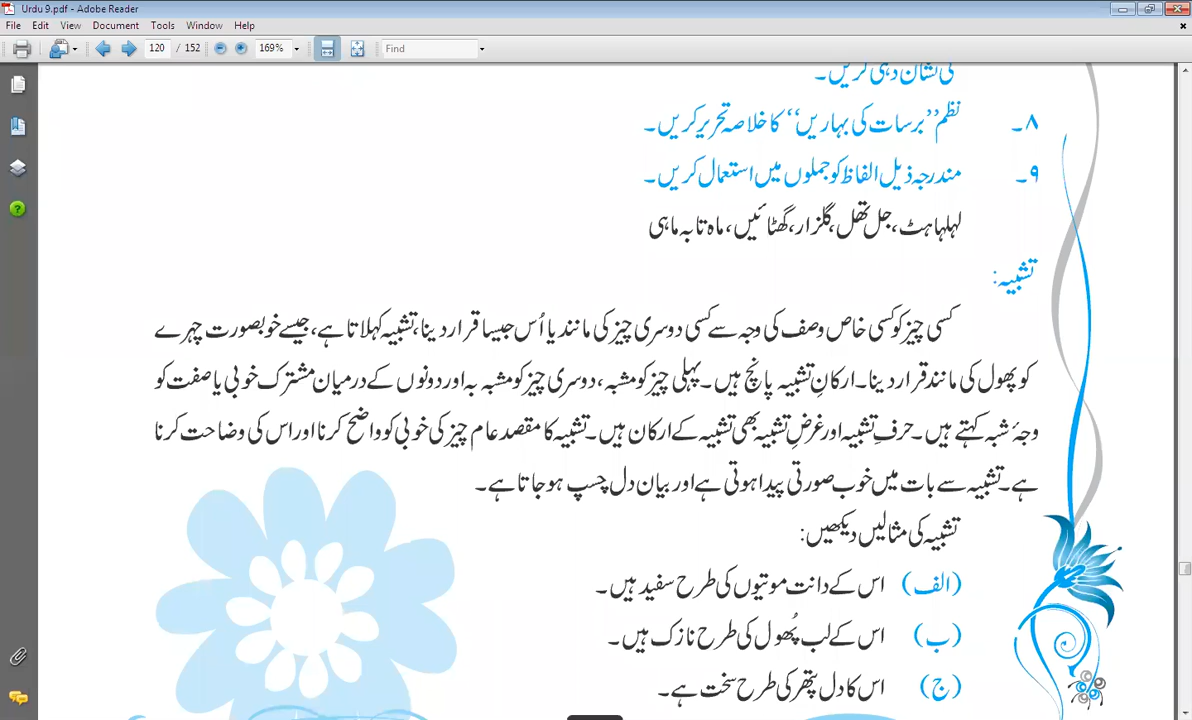 Urdu 9.pdf - Adobe Reader
File Edit View Document Tools Window Help
120 / 152 169% Find
کی نشان دہی کریں۔
۸۔ نظم ”برسات کی بہاریں“ کا خلاصہ تحریر کریں۔
۹۔ مندرجہ ذیل الفاظ کو جملوں میں استعمال کریں۔
لہلہاہٹ، جل تھل، گلزار، گھٹائیں، ماہ تا بہ ماہی
تشبیہ:
کسی چیز کو کسی خاص وصف کی وجہ سے کسی دوسری چیز کی مانند یا اُس جیسا قرار دینا، تشبیہ کہلاتا ہے، جیسے خوبصورت چہرے
کو پھول کی مانند قرار دینا۔ ارکانِ تشبیہ پانچ ہیں۔ پہلی چیز کو مشبہ، دوسری چیز کو مشبہ بہ اور دونوں کے درمیان مشترک خوبی یا صفت کو
وجۂ شبہ کہتے ہیں۔ حرفِ تشبیہ اور غرضِ تشبیہ بھی تشبیہ کے ارکان ہیں۔ تشبیہ کا مقصد عام چیز کی خوبی کو واضح کرنا اور اس کی وضاحت کرنا
ہے۔ تشبیہ سے بات میں خوب صورتی پیدا ہوتی ہے اور بیان دل چسپ ہو جاتا ہے۔
تشبیہ کی مثالیں دیکھیں:
(الف) اس کے دانت موتیوں کی طرح سفید ہیں۔
(ب) اس کے لب پُھول کی طرح نازک ہیں۔
(ج) اس کا دل پتھر کی طرح سخت ہے۔